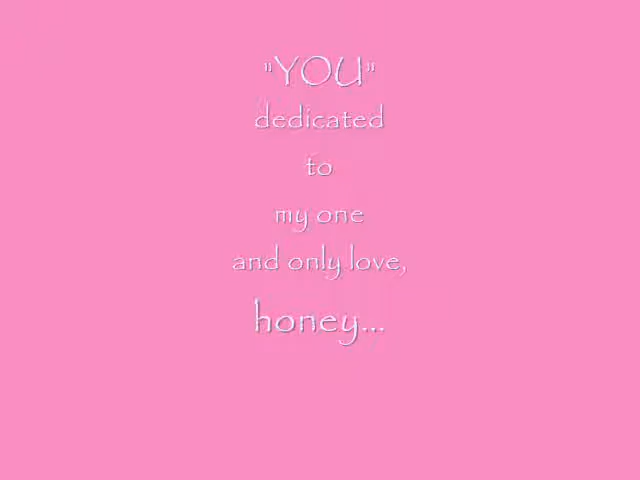 "YOU"
dedicated
to
my one
and only love,
honey...